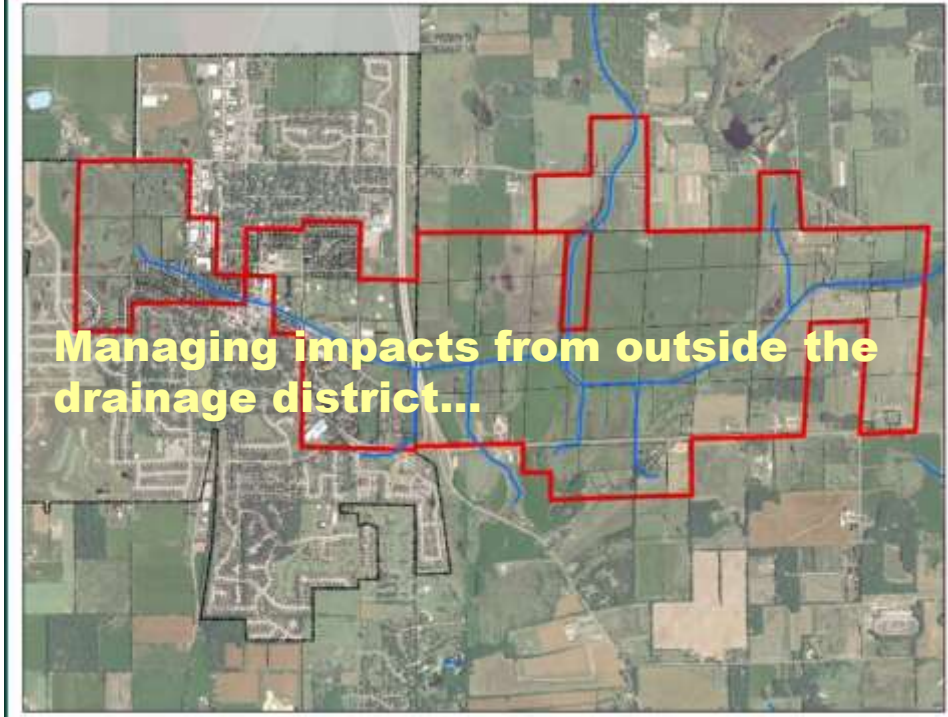 Managing impacts from outside the
drainage district...